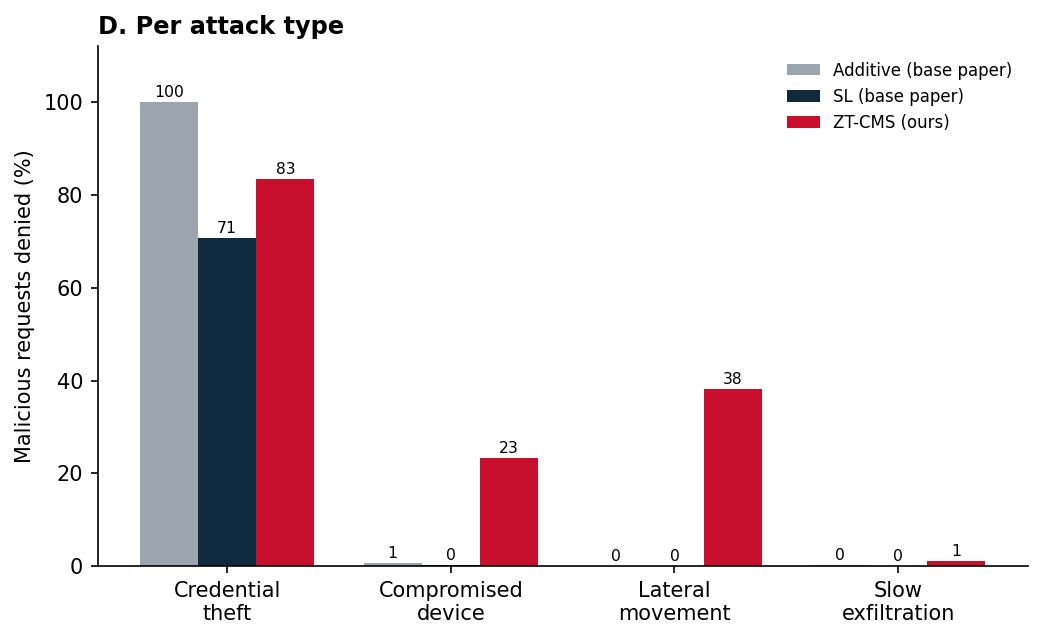 D. Per attack type
Additive (base paper)
SL (base paper)
ZT-CMS (ours)
Malicious requests denied (%)
100
80
60
40
20
0
100
71
83
1
0
23
0
0
38
0
0
1
Credential
theft
Compromised
device
Lateral
movement
Slow
exfiltration